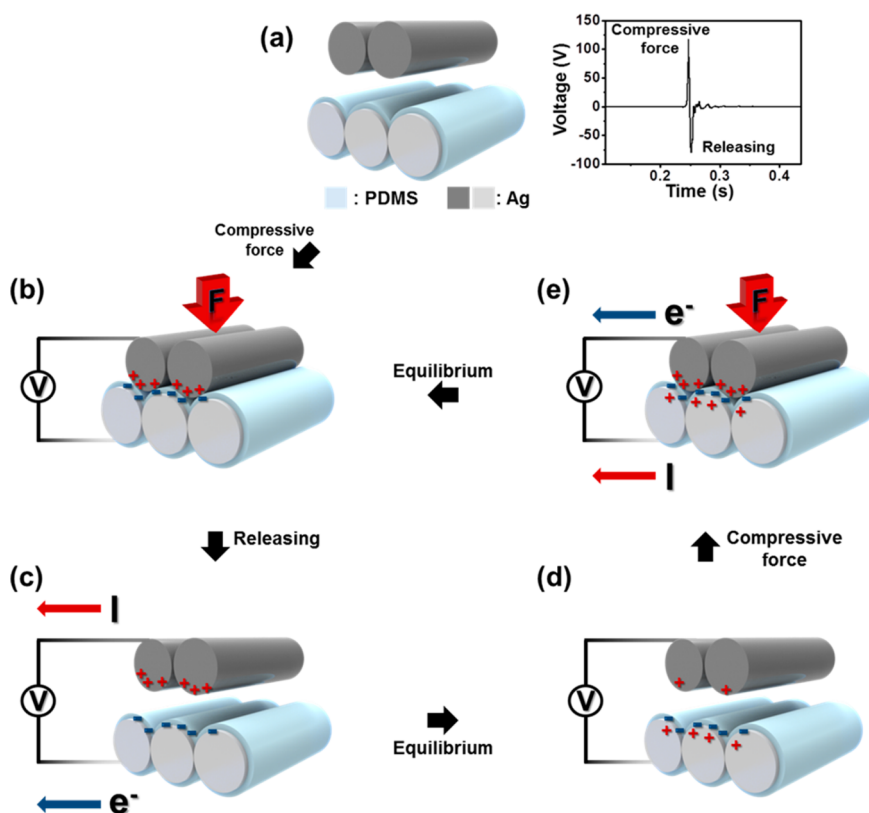 (a)
150
100
50
0
-50
-100
Voltage (V)
Compressive
force
Releasing
0.2
0.3
0.4
Time (s)
: PDMS
: Ag
Compressive
force
(b)
F
V
Equilibrium
(e)
e-
F
V
I
Releasing
Compressive
force
(c)
I
V
e-
Equilibrium
(d)
V